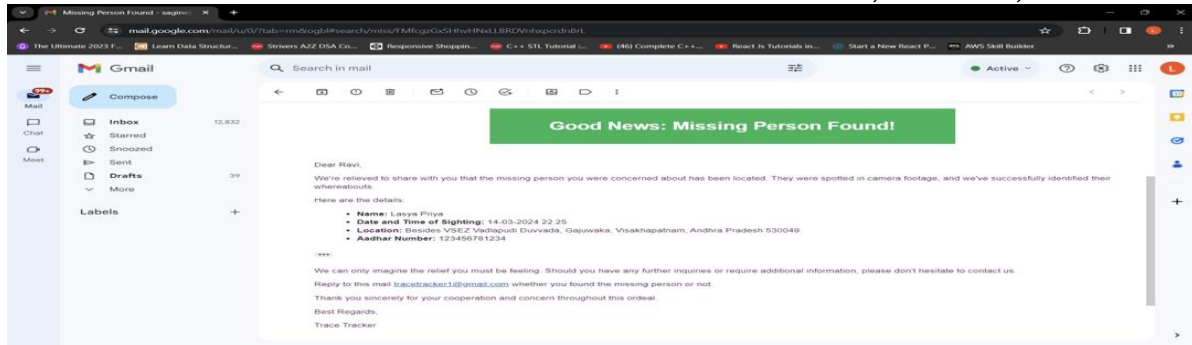 Missing Person Found - sagine
mail.google.com/mail/u/0/?tab=rm&ogbl#search/miss/
The Ultimate 2023 F... Learn Data Structur... Strivers A2Z DSA Co... Responsive Shoppin... C++ STL Tutorial :... (46) Complete C++... React Js Tutorials in... Start a New React P... AWS Skill Builder
Gmail
Search in mail
Active
L
99+
Mail
Compose
Chat
Meet
Inbox 12,832
Starred
Snoozed
Sent
Drafts 39
More
Labels
Good News: Missing Person Found!
Dear Ravi,
We're relieved to share with you that the missing person you were concerned about has been located. They were spotted in camera footage, and we've successfully identified their
whereabouts.
Here are the details:
• Name: Lasya Priya
• Date and Time of Sighting: 14-03-2024 22:25
• Location: Besides VSEZ Vadlapudi Duvvada, Gajuwaka, Visakhapatnam, Andhra Pradesh 530049
• Aadhar Number: 123456781234
We can only imagine the relief you must be feeling. Should you have any further inquiries or require additional information, please don't hesitate to contact us.
Reply to this mail tracetracker1@gmail.com whether you found the missing person or not.
Thank you sincerely for your cooperation and concern throughout this ordeal.
Best Regards,
Trace Tracker